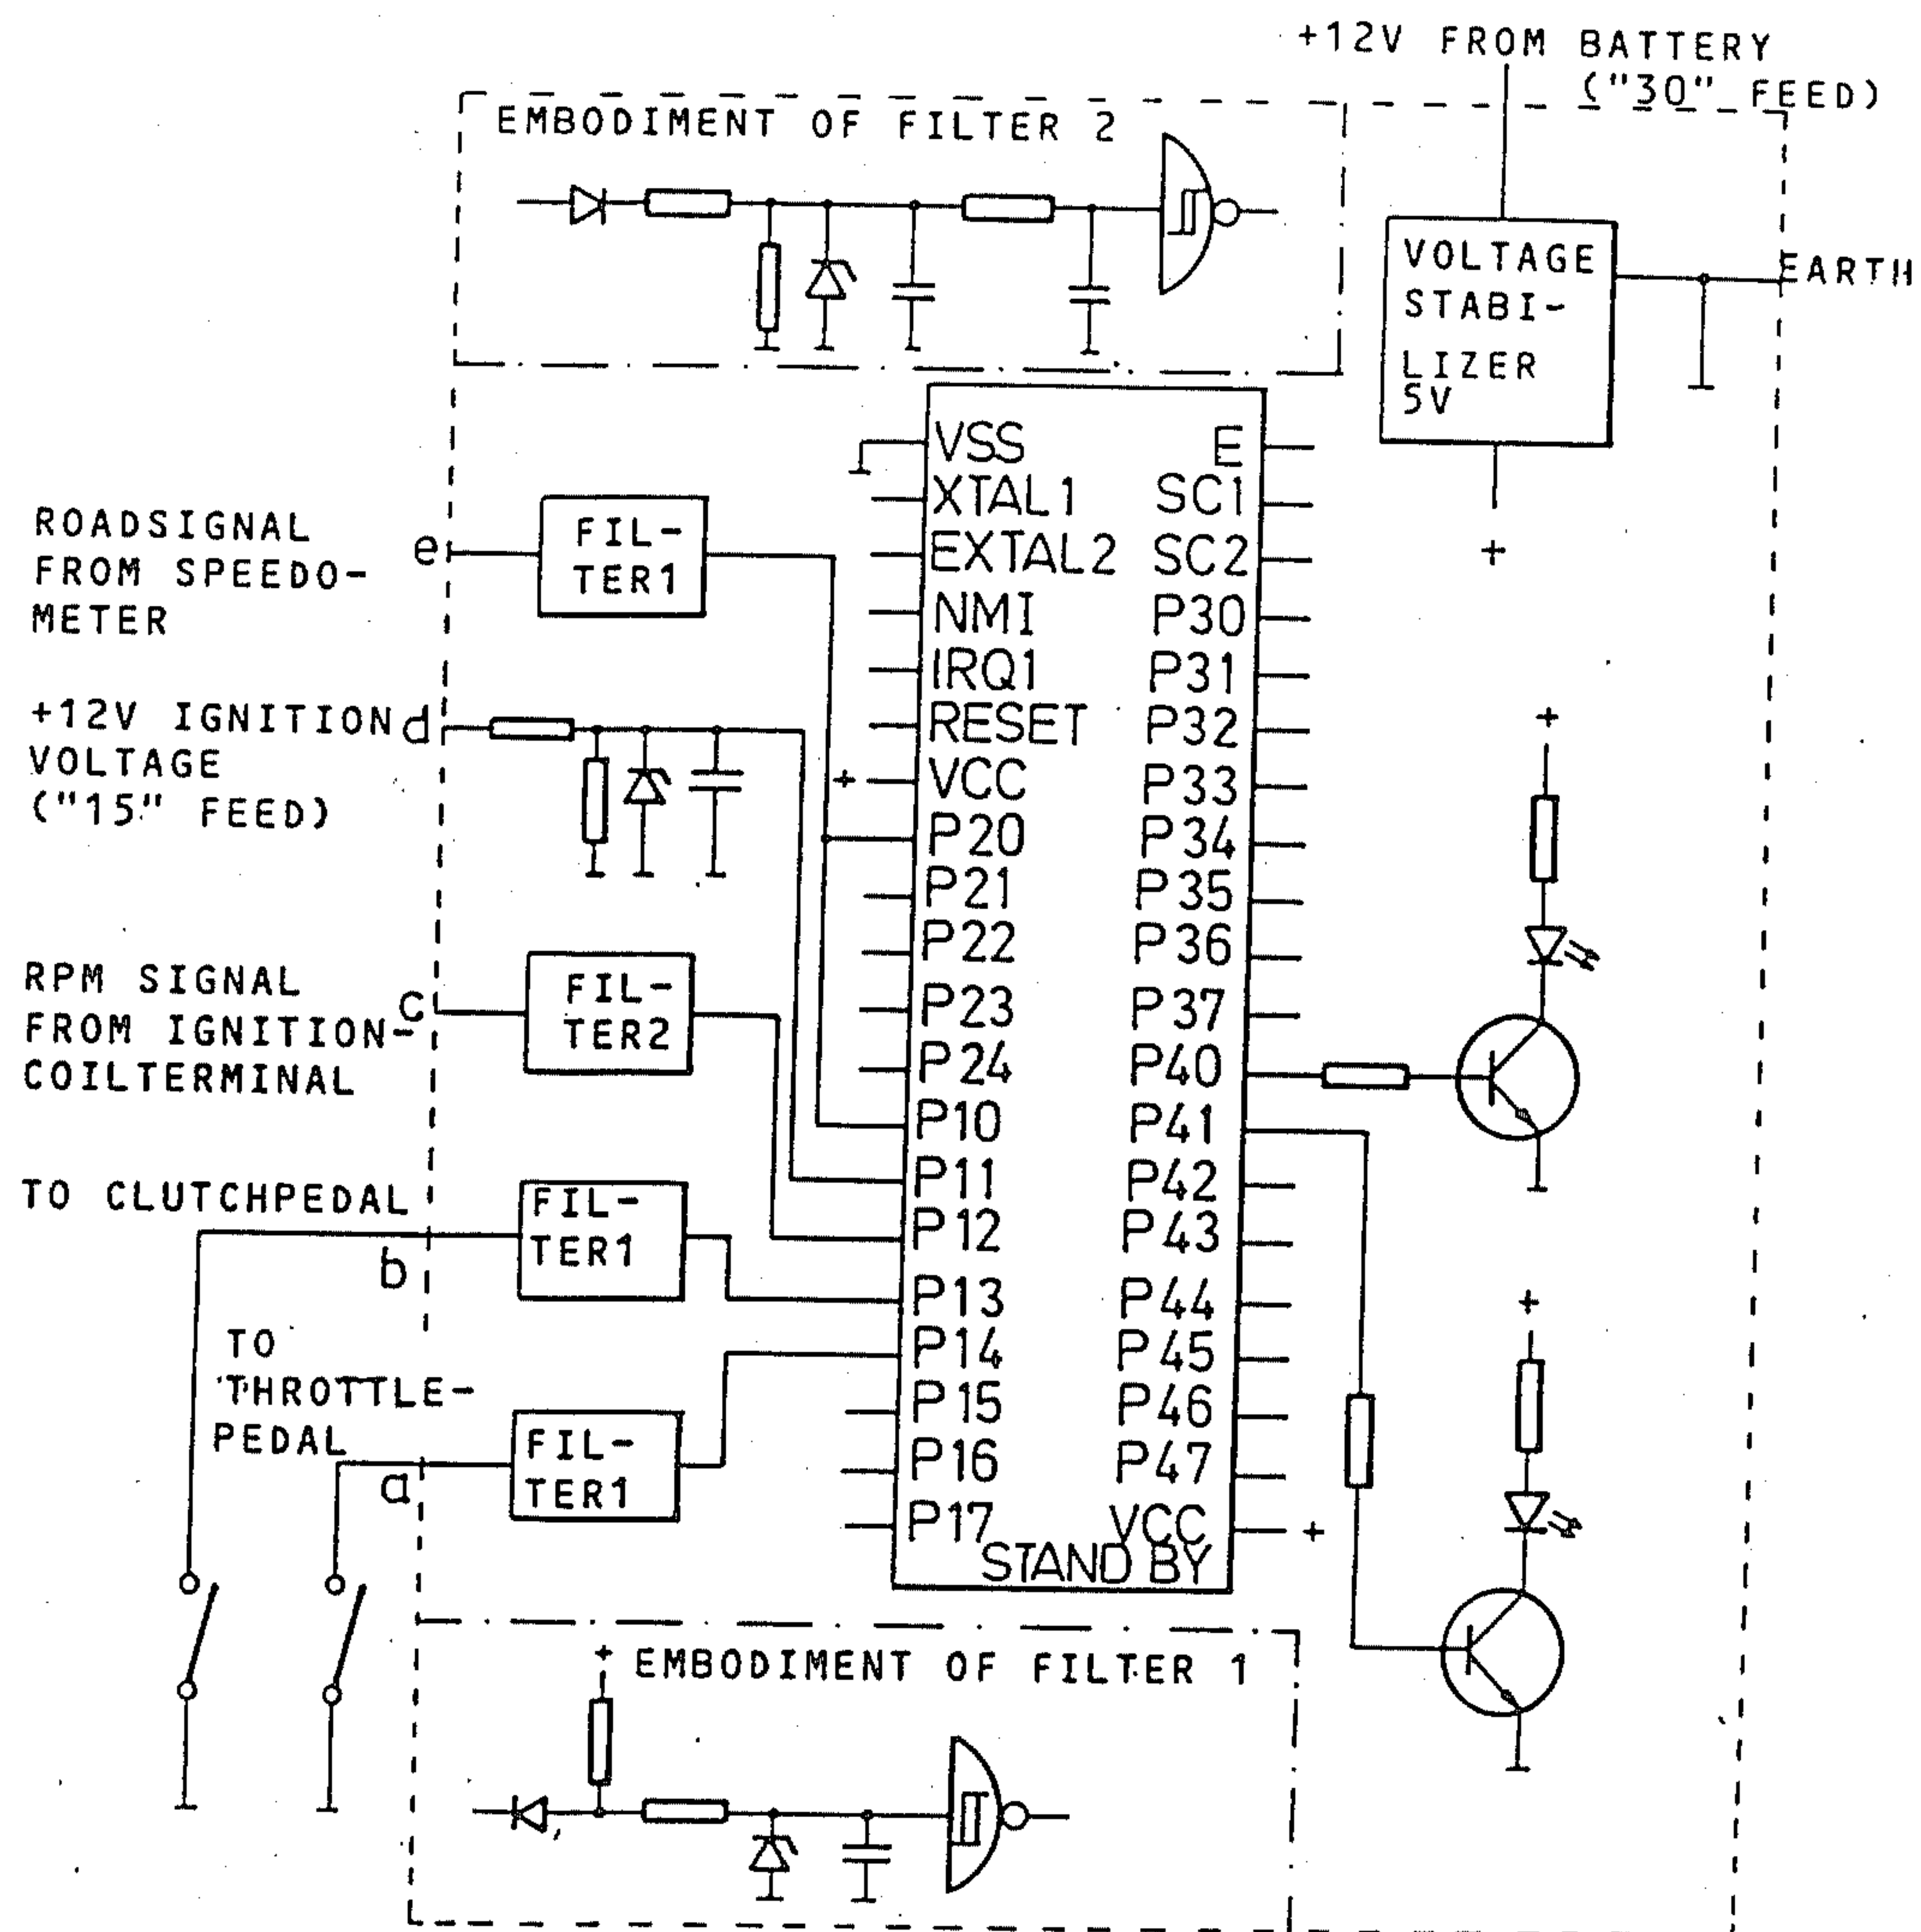 +12V FROM BATTERY
("30" FEED)
EMBODIMENT OF FILTER 2
VOLTAGE
STABI-
LIZER
5V
EARTH
+
ROADSIGNAL
FROM SPEEDO-
METER
e
FIL-
TER1
+12V IGNITION
VOLTAGE
("15" FEED)
d
RPM SIGNAL
FROM IGNITION-
COILTERMINAL
c
FIL-
TER2
TO CLUTCHPEDAL
b
FIL-
TER1
TO
THROTTLE-
PEDAL
a
FIL-
TER1
VSS
XTAL1
EXTAL2
NMI
IRQ1
RESET
+ VCC
P20
P21
P22
P23
P24
P10
P11
P12
P13
P14
P15
P16
P17
E
SC1
SC2
P30
P31
P32
P33
P34
P35
P36
P37
P40
P41
P42
P43
P44
P45
P46
P47
VCC +
STAND BY
+
+
+ EMBODIMENT OF FILTER 1